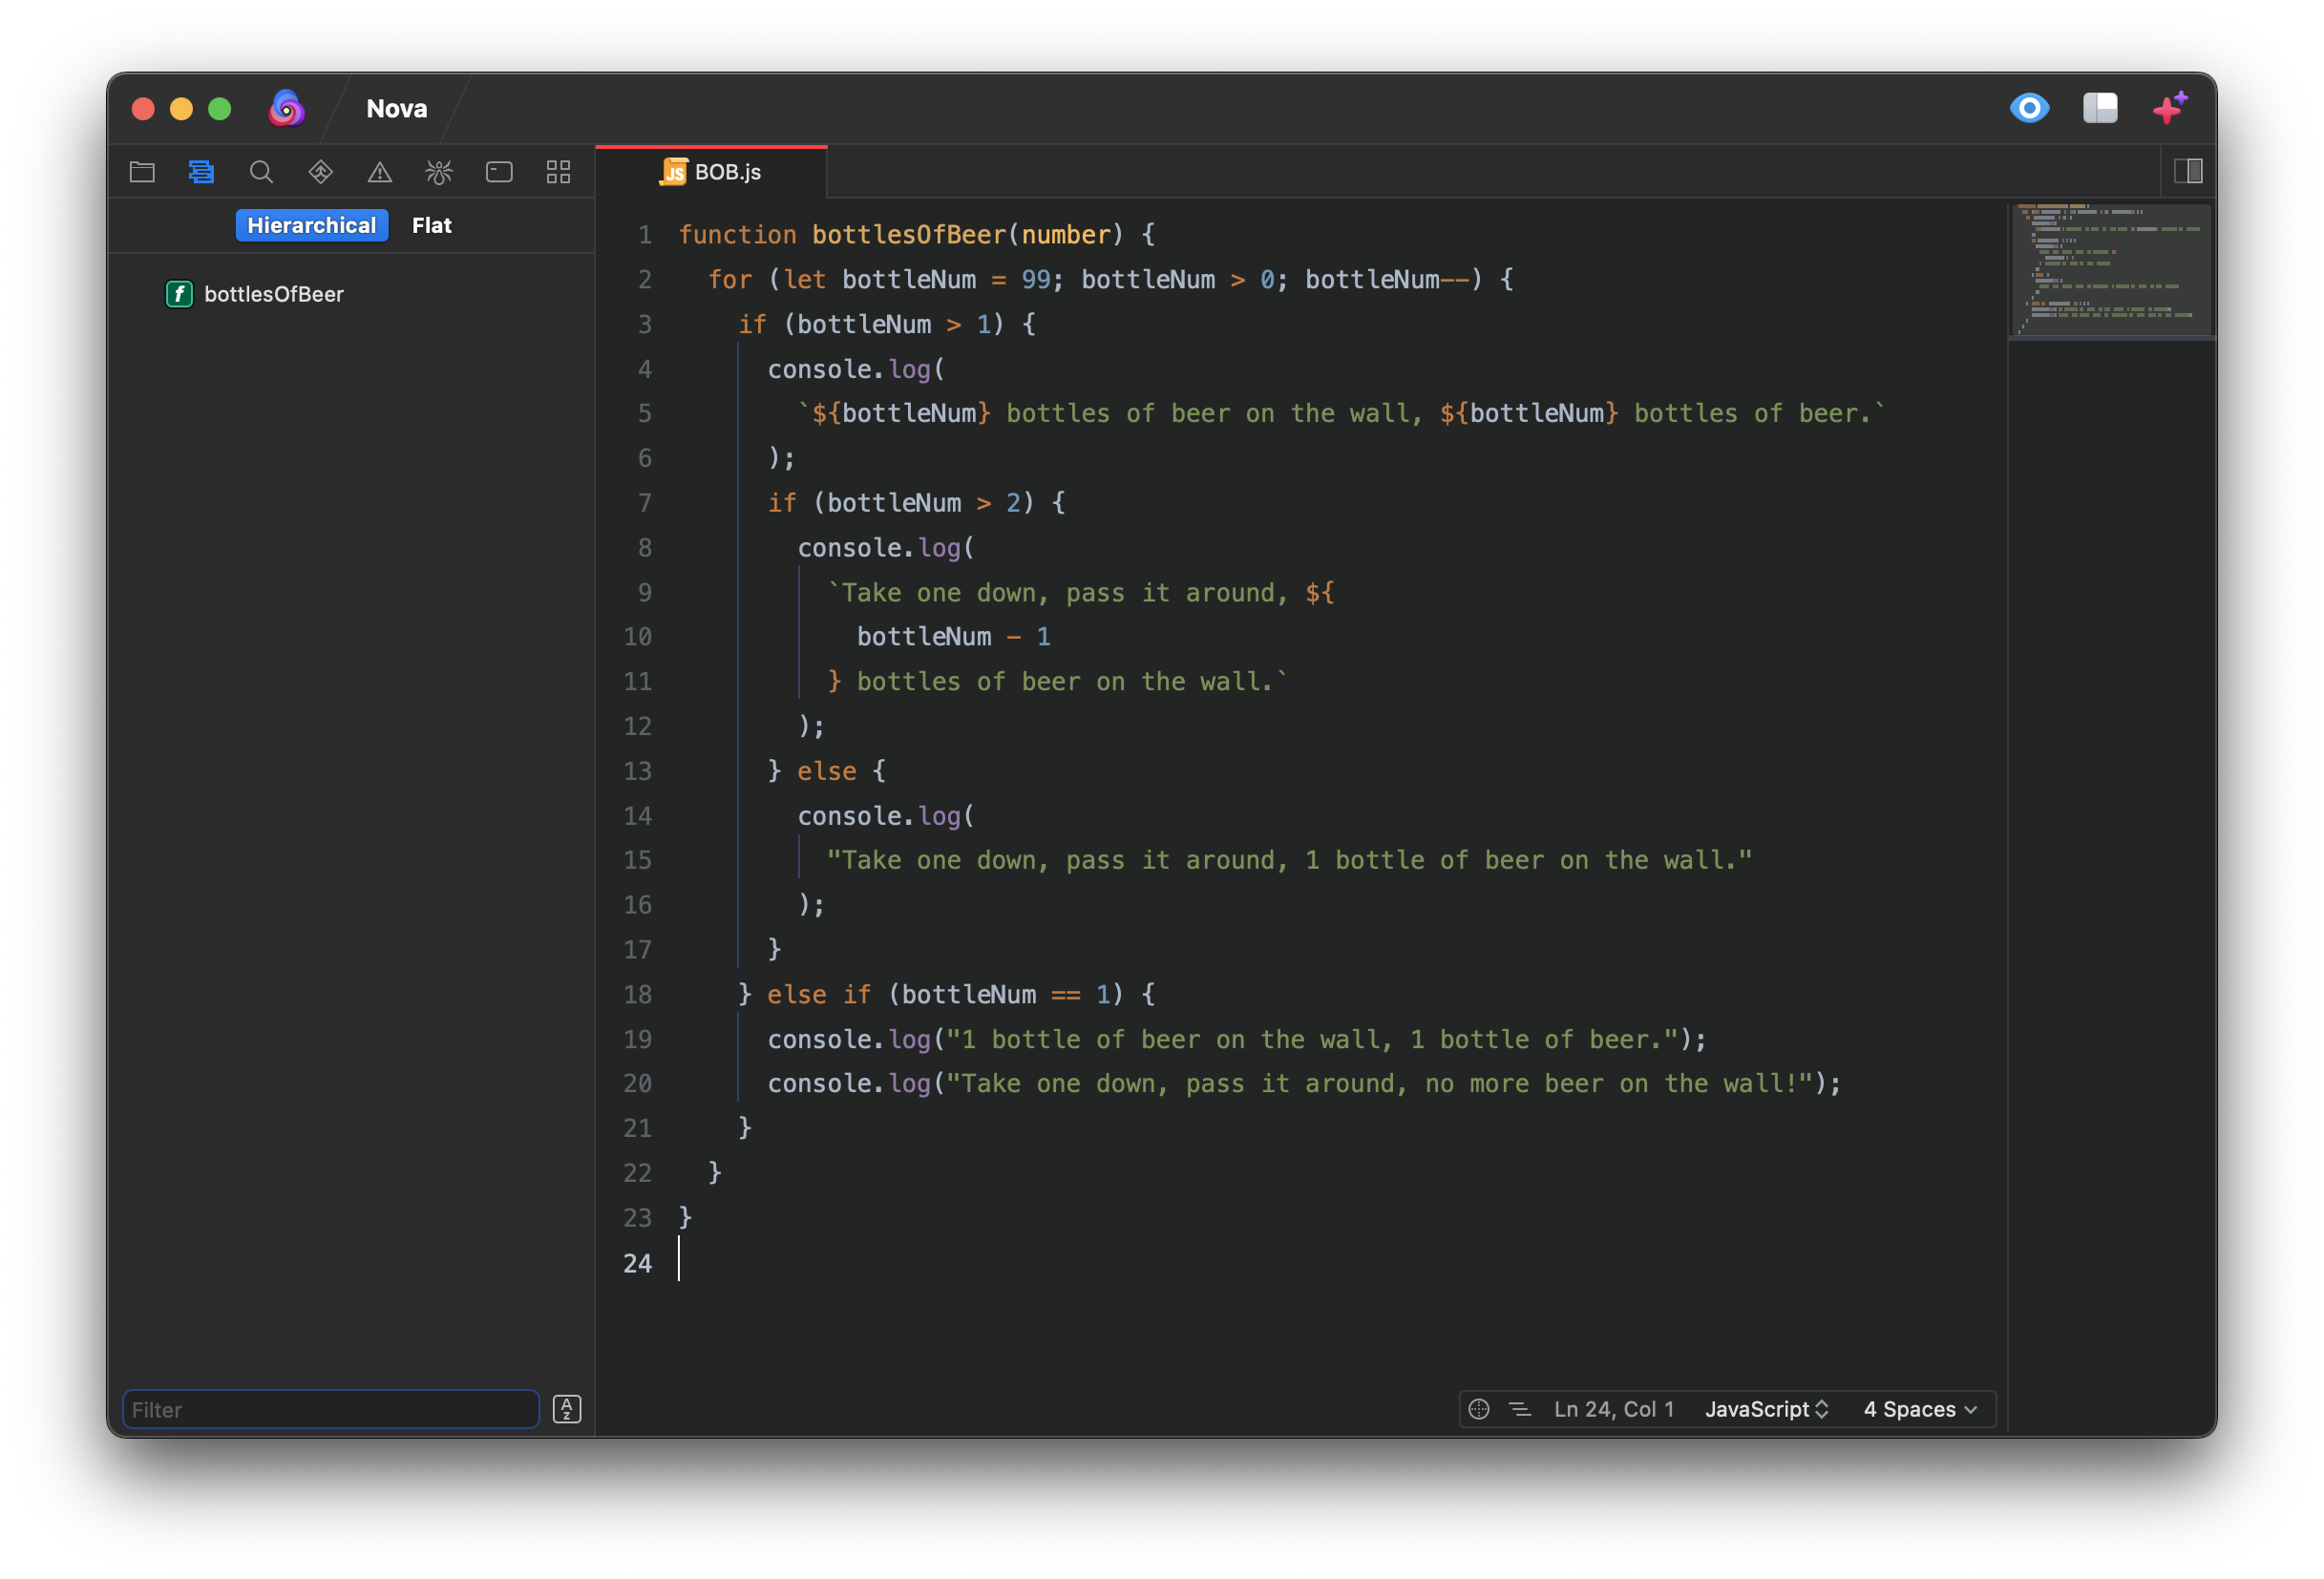 Nova
BOB.js
Hierarchical Flat
bottlesOfBeer
1 function bottlesOfBeer(number) {
2   for (let bottleNum = 99; bottleNum > 0; bottleNum--) {
3     if (bottleNum > 1) {
4       console.log(
5         `${bottleNum} bottles of beer on the wall, ${bottleNum} bottles of beer.`
6       );
7       if (bottleNum > 2) {
8         console.log(
9           `Take one down, pass it around, ${
10             bottleNum - 1
11           } bottles of beer on the wall.`
12         );
13       } else {
14         console.log(
15           "Take one down, pass it around, 1 bottle of beer on the wall."
16         );
17       }
18     } else if (bottleNum == 1) {
19       console.log("1 bottle of beer on the wall, 1 bottle of beer.");
20       console.log("Take one down, pass it around, no more beer on the wall!");
21     }
22   }
23 }
24
Filter
Ln 24, Col 1 JavaScript 4 Spaces